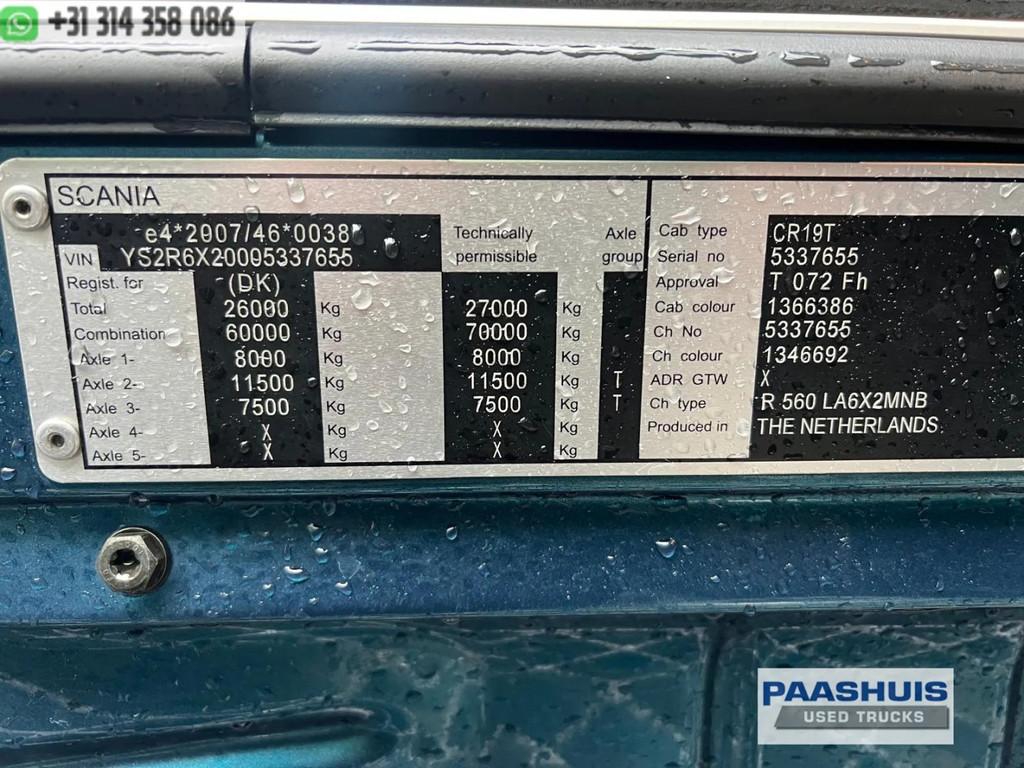 +31 314 358 086
SCANIA
e4*2007/46*0038*
VIN YS2R6X20005337655
Regist. for (DK)
Technically permissible
Axle group
Total 26000 Kg 27000 Kg
Combination 60000 Kg 70000 Kg
Axle 1- 8000 Kg 8000 Kg
Axle 2- 11500 Kg 11500 Kg T
Axle 3- 7500 Kg 7500 Kg T
Axle 4- X Kg X Kg
Axle 5- X Kg X Kg
Cab type CR19T
Serial no 5337655
Approval T 072 Fh
Cab colour 1366386
Ch No 5337655
Ch colour 1346692
ADR GTW X
Ch type R 560 LA6X2MNB
Produced in THE NETHERLANDS
PAASHUIS
USED TRUCKS